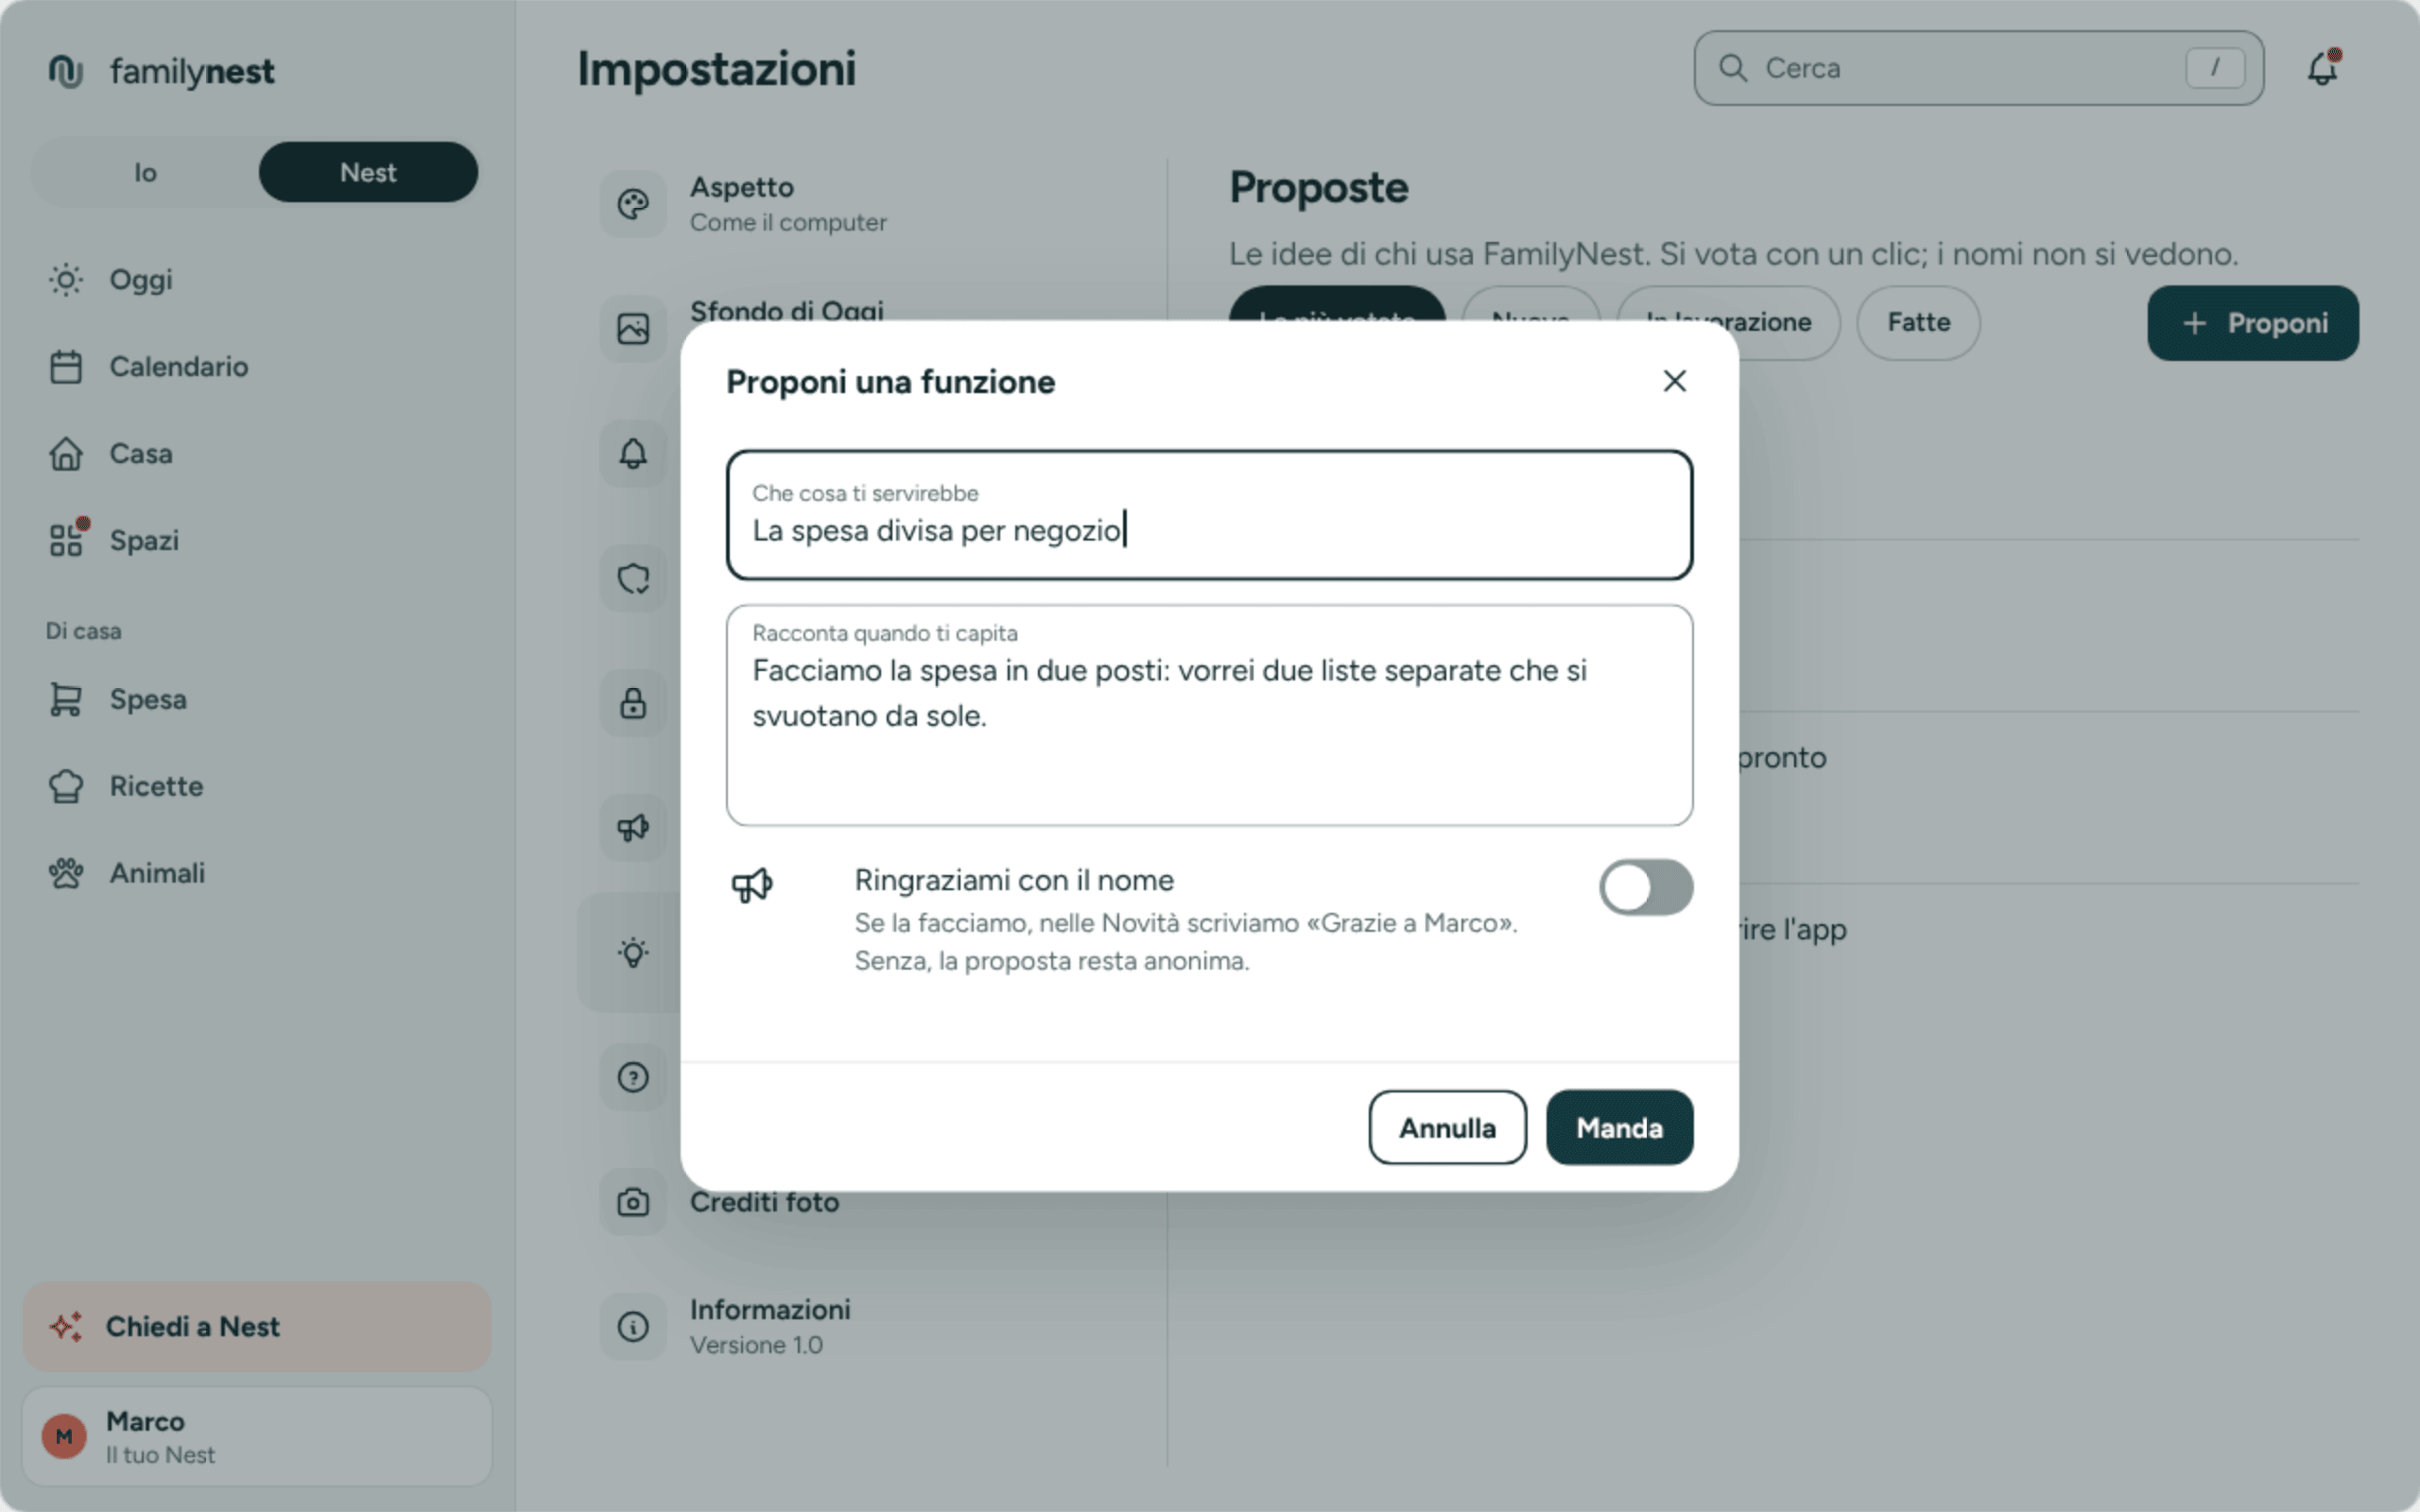 familynest
Io
Nest
Oggi
Calendario
Casa
Spazi
Di casa
Spesa
Ricette
Animali
Chiedi a Nest
M
Marco
Il tuo Nest
Impostazioni
Cerca
/
Aspetto
Come il computer
Sfondo di Oggi
Crediti foto
Informazioni
Versione 1.0
Proposte
Le idee di chi usa FamilyNest. Si vota con un clic; i nomi non si vedono.
Fatte
+ Proponi
pronto
l'app
Proponi una funzione
Che cosa ti servirebbe
La spesa divisa per negozio
Racconta quando ti capita
Facciamo la spesa in due posti: vorrei due liste separate che si
svuotano da sole.
Ringraziami con il nome
Se la facciamo, nelle Novità scriviamo «Grazie a Marco».
Senza, la proposta resta anonima.
Annulla
Manda